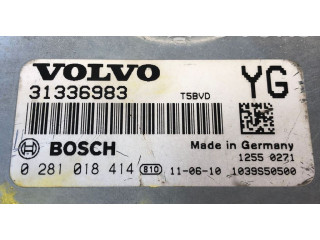 VOLVO
31336983
T5BVD
YG
BOSCH
Made in Germany
1255 0271
0 281 018 414 810 11-06-10 1039S50500